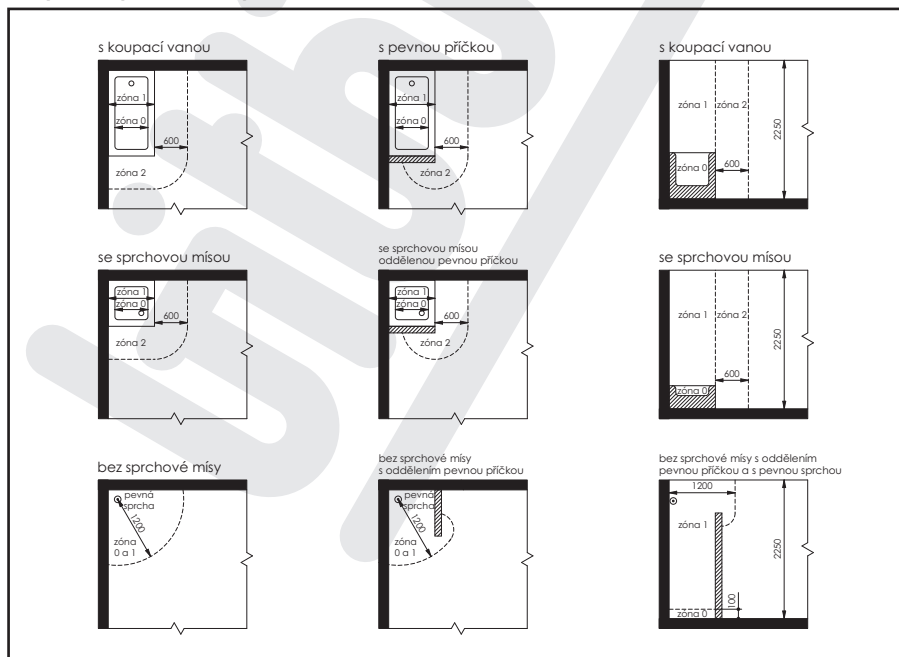 s koupací vanou
zóna 1
zóna 0
600
zóna 2
s pevnou příčkou
zóna 1
zóna 0
600
zóna 2
s koupací vanou
zóna 1
zóna 2
zóna 0
600
2250
se sprchovou mísou
zóna 1
zóna 0
600
zóna 2
se sprchovou mísou
oddělenou pevnou příčkou
zóna 1
zóna 0
600
zóna 2
se sprchovou mísou
zóna 1
zóna 2
600
zóna 0
2250
bez sprchové mísy
pevná
sprcha
1200
zóna
0 a 1
bez sprchové mísy
s oddělením pevnou příčkou
pevná
sprcha
1200
zóna
0 a 1
bez sprchové mísy s oddělením
pevnou příčkou a s pevnou sprchou
1200
zóna 1
2250
100
zóna 0